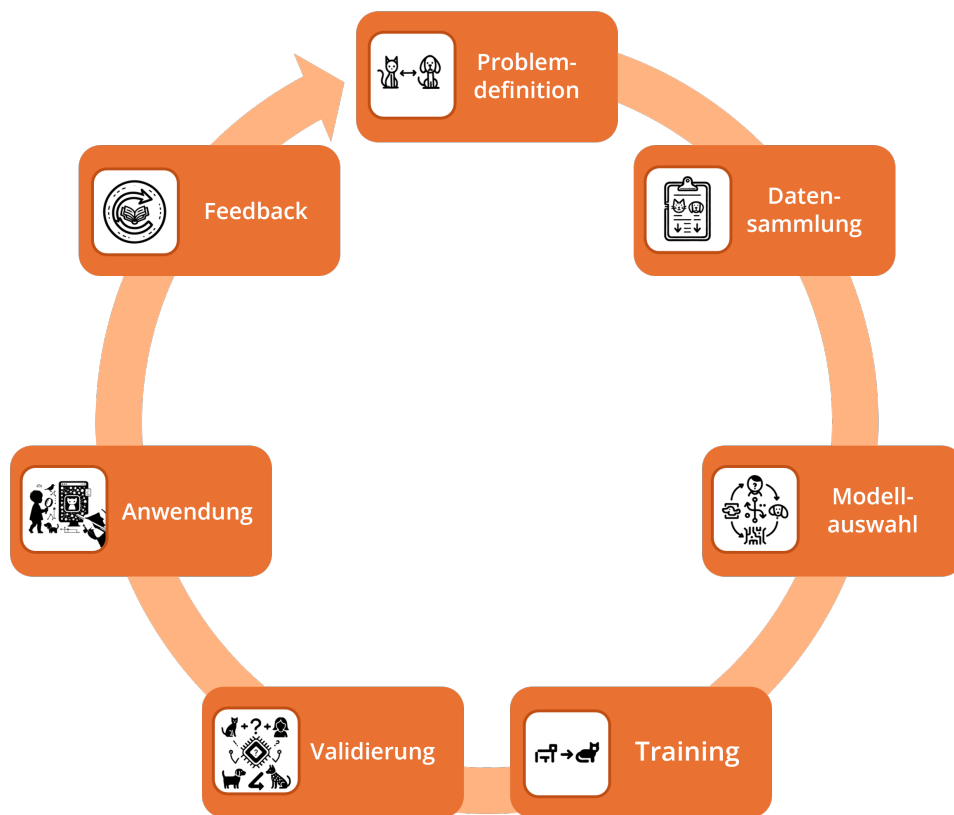 Problem-
definition
Daten-
sammlung
Modell-
auswahl
Training
Validierung
Anwendung
Feedback